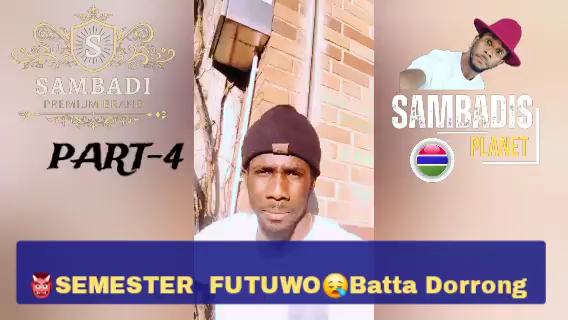 S
SAMBADI
PREMIUM BRAND
PART-4
SAMBADIS
PLANET
👹SEMESTER FUTUWO😪Batta Dorrong